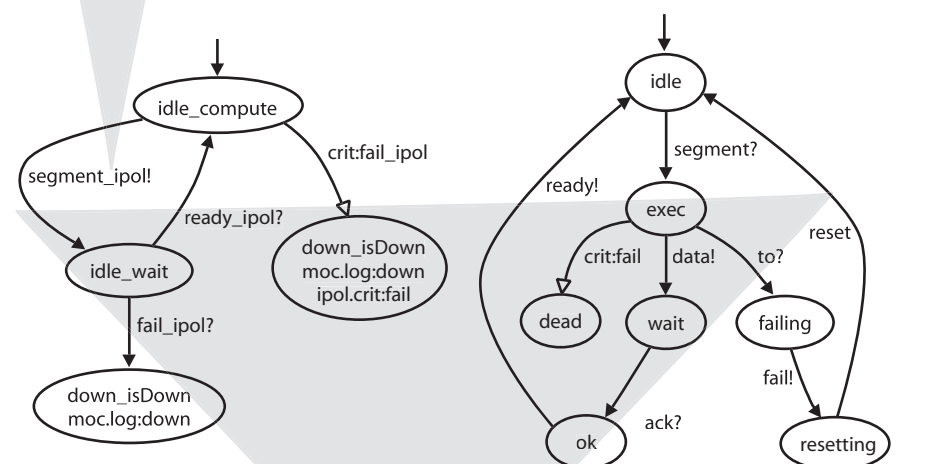 idle_compute
crit:fail_ipol
segment_ipol!
ready_ipol?
idle_wait
down_isDown
moc.log:down
ipol.crit:fail
fail_ipol?
down_isDown
moc.log:down
idle
segment?
ready!
exec
reset
crit:fail
data!
to?
dead
wait
failing
fail!
ack?
ok
resetting